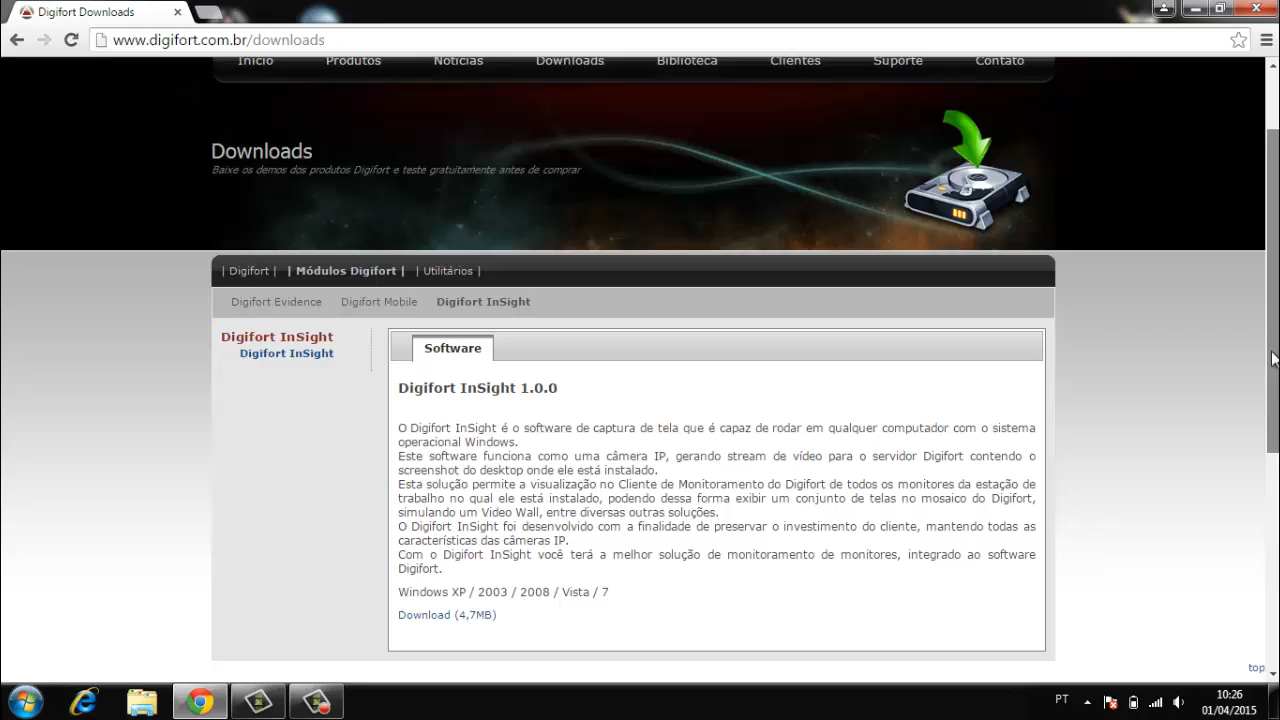 Digifort Downloads
www.digifort.com.br/downloads
Início Produtos Notícias Downloads Biblioteca Clientes Suporte Contato
Downloads
Baixe os demos dos produtos Digifort e teste gratuitamente antes de comprar
| Digifort | | Módulos Digifort | | Utilitários |
Digifort Evidence Digifort Mobile Digifort InSight
Digifort InSight
Digifort InSight
Software
Digifort InSight 1.0.0
O Digifort InSight é o software de captura de tela que é capaz de rodar em qualquer computador com o sistema
operacional Windows.
Este software funciona como uma câmera IP, gerando stream de vídeo para o servidor Digifort contendo o
screenshot do desktop onde ele está instalado.
Esta solução permite a visualização no Cliente de Monitoramento do Digifort de todos os monitores da estação de
trabalho no qual ele está instalado, podendo dessa forma exibir um conjunto de telas no mosaico do Digifort,
simulando um Video Wall, entre diversas outras soluções.
O Digifort InSight foi desenvolvido com a finalidade de preservar o investimento do cliente, mantendo todas as
características das câmeras IP.
Com o Digifort InSight você terá a melhor solução de monitoramento de monitores, integrado ao software
Digifort.
Windows XP / 2003 / 2008 / Vista / 7
Download (4,7MB)
top
PT
10:26
01/04/2015